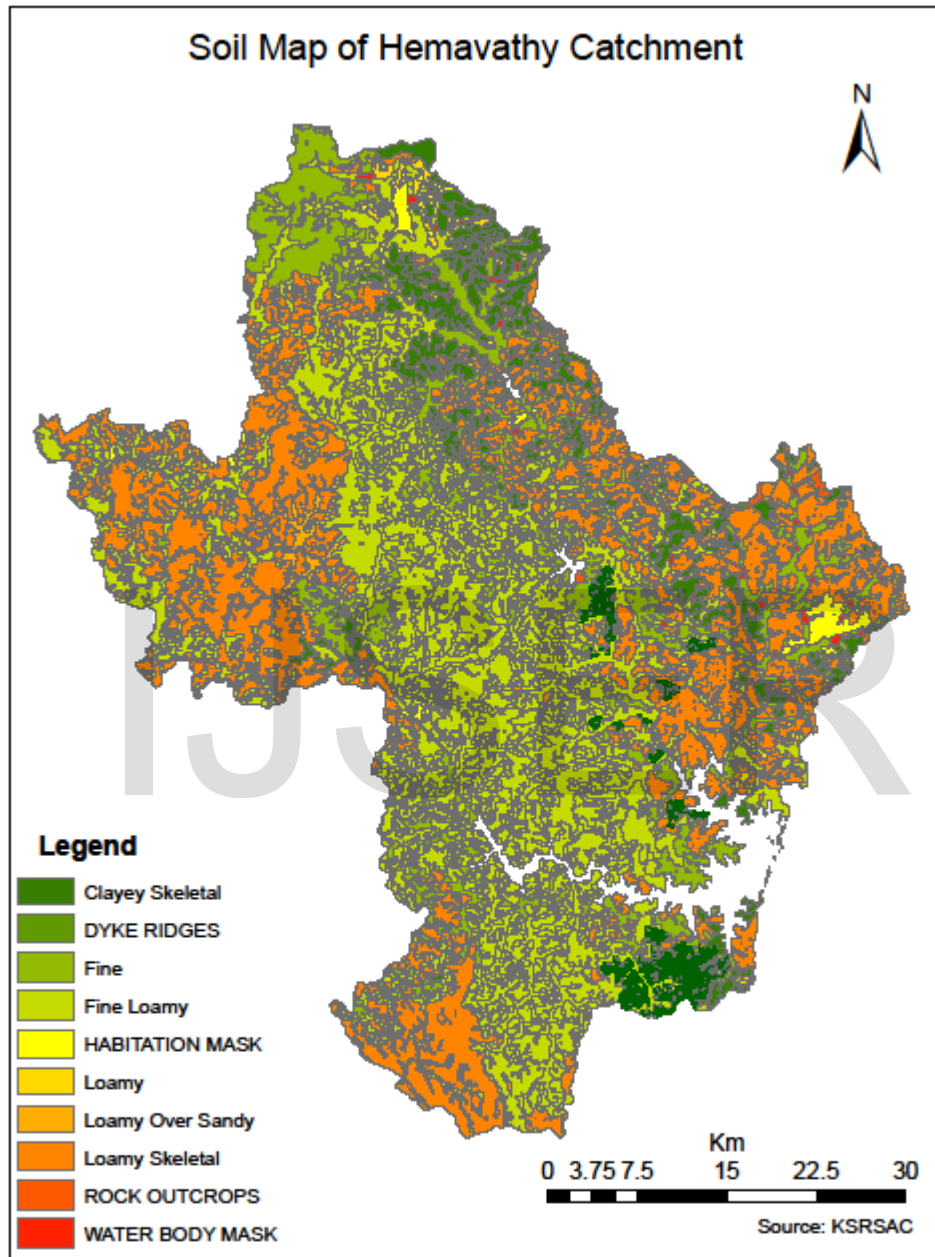 Soil Map of Hemavathy Catchment
N
IJSER
Legend
Clayey Skeletal
DYKE RIDGES
Fine
Fine Loamy
HABITATION MASK
Loamy
Loamy Over Sandy
Loamy Skeletal
ROCK OUTCROPS
WATER BODY MASK
Km
0 3.75 7.5 15 22.5 30
Source: KSRSAC